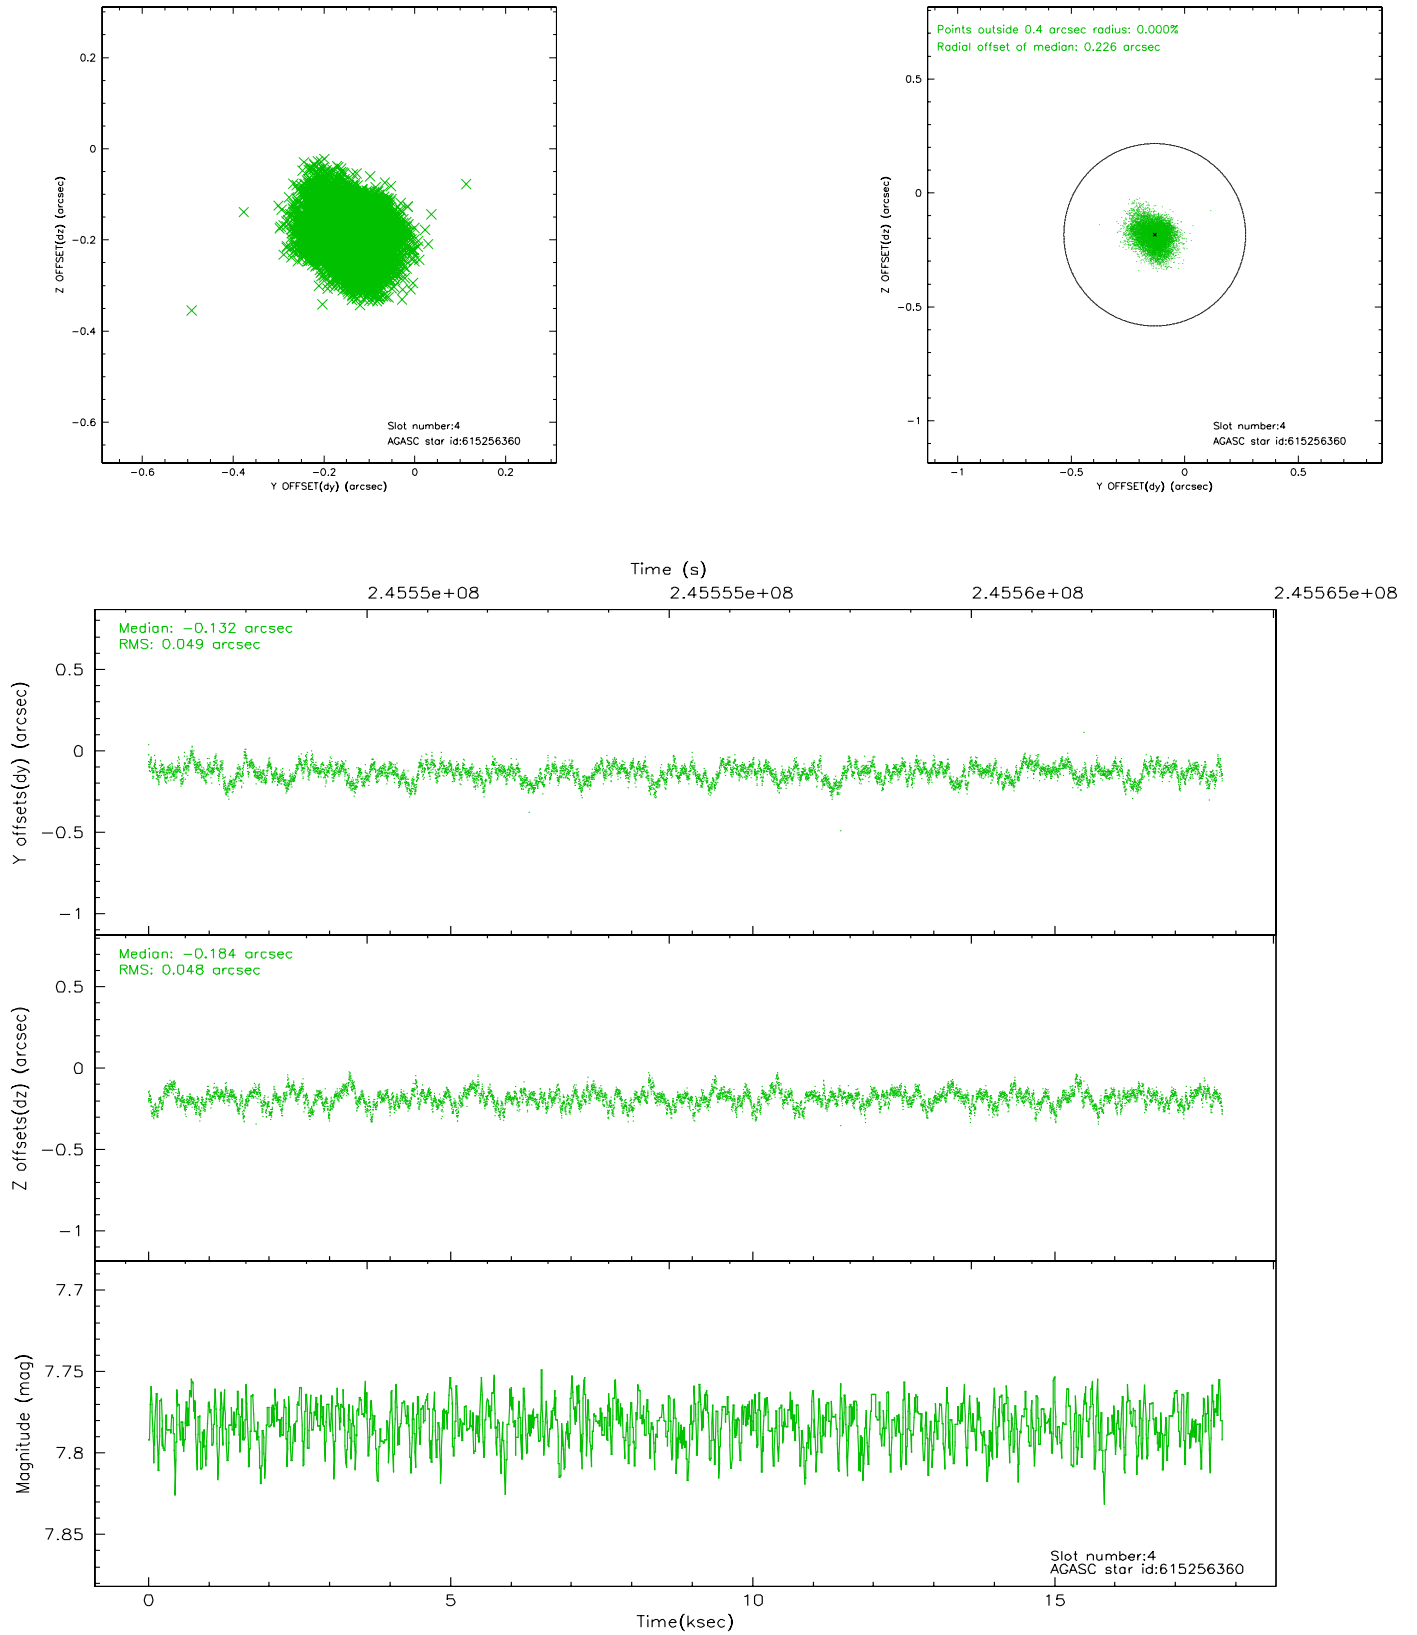 0.2
0
−0.2
−0.4
−0.6
Z OFFSET(dz) (arcsec)
Slot number:4
AGASC star id:615256360
−0.6
−0.4
−0.2
0
0.2
Y OFFSET(dy) (arcsec)
Points outside 0.4 arcsec radius: 0.000%
Radial offset of median: 0.226 arcsec
0.5
0
−0.5
−1
Z OFFSET(dz) (arcsec)
Slot number:4
AGASC star id:615256360
−1
−0.5
0
0.5
Y OFFSET(dy) (arcsec)
Time (s)
2.4555e+08
2.45555e+08
2.4556e+08
2.45565e+08
Median: −0.132 arcsec
RMS: 0.049 arcsec
0.5
0
−0.5
−1
Y offsets(dy) (arcsec)
Median: −0.184 arcsec
RMS: 0.048 arcsec
0.5
0
−0.5
−1
Z offsets(dz) (arcsec)
7.7
7.75
7.8
7.85
Magnitude (mag)
Slot number:4
AGASC star id:615256360
0
5
10
15
Time(ksec)